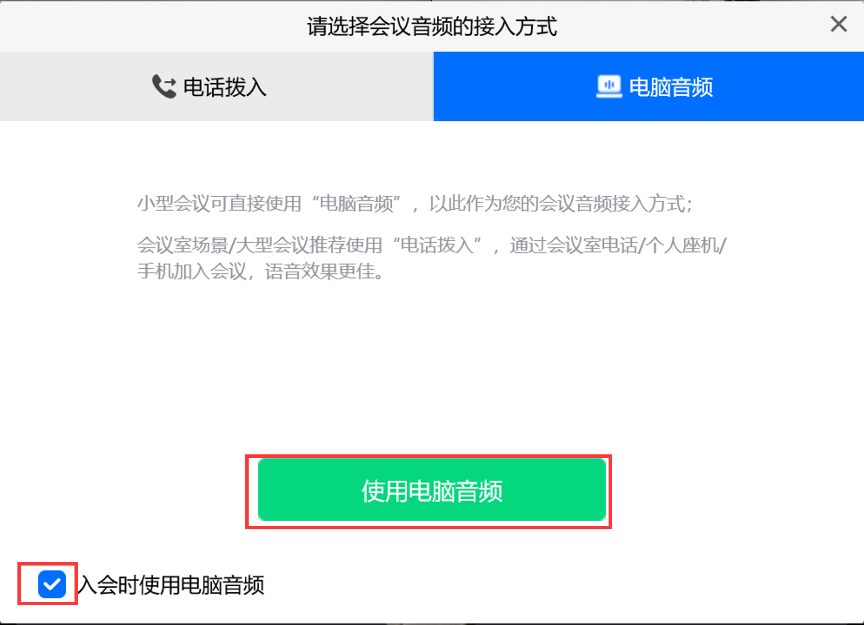 请选择会议音频的接入方式
电话拨入
电脑音频
小型会议可直接使用“电脑音频”，以此作为您的会议音频接入方式；
会议室场景/大型会议推荐使用“电话拨入”，通过会议室电话/个人座机/
手机加入会议，语音效果更佳。
使用电脑音频
入会时使用电脑音频